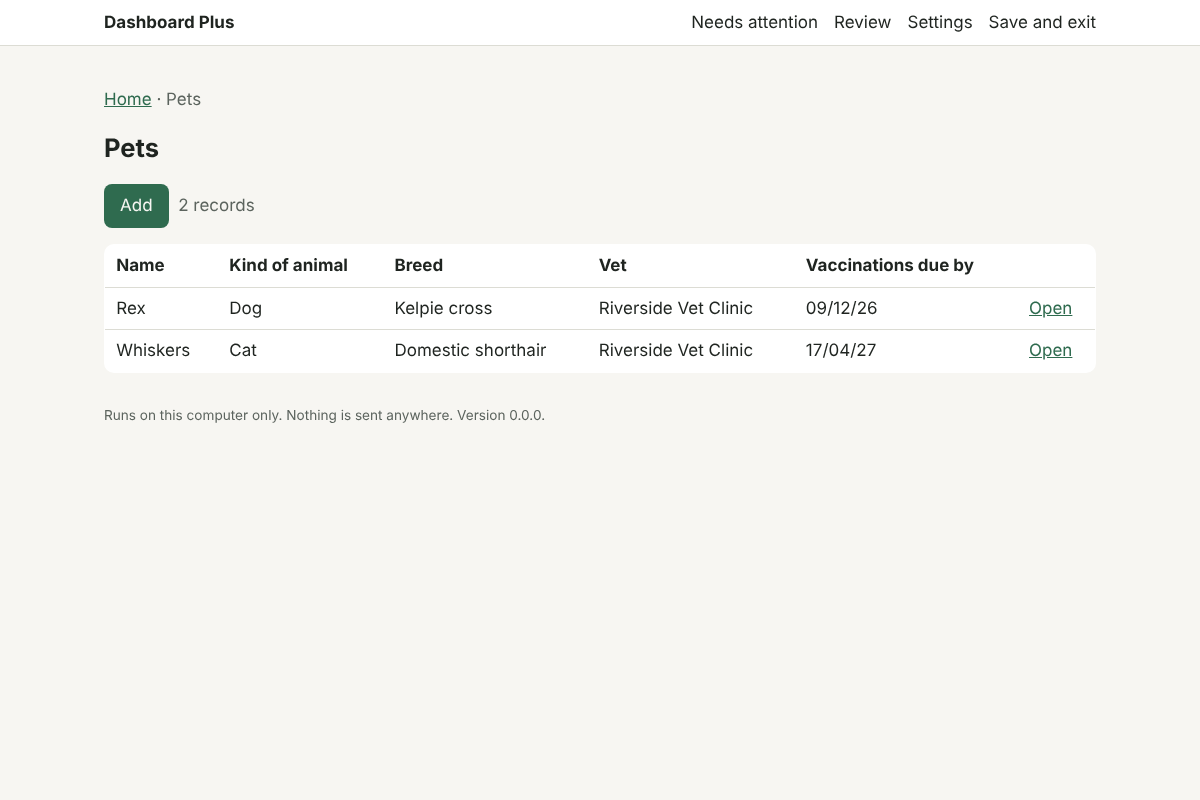 Dashboard Plus Needs attention Review Settings Save and exit
Home · Pets
Pets
Add 2 records
Name Kind of animal Breed Vet Vaccinations due by
Rex Dog Kelpie cross Riverside Vet Clinic 09/12/26 Open
Whiskers Cat Domestic shorthair Riverside Vet Clinic 17/04/27 Open
Runs on this computer only. Nothing is sent anywhere. Version 0.0.0.